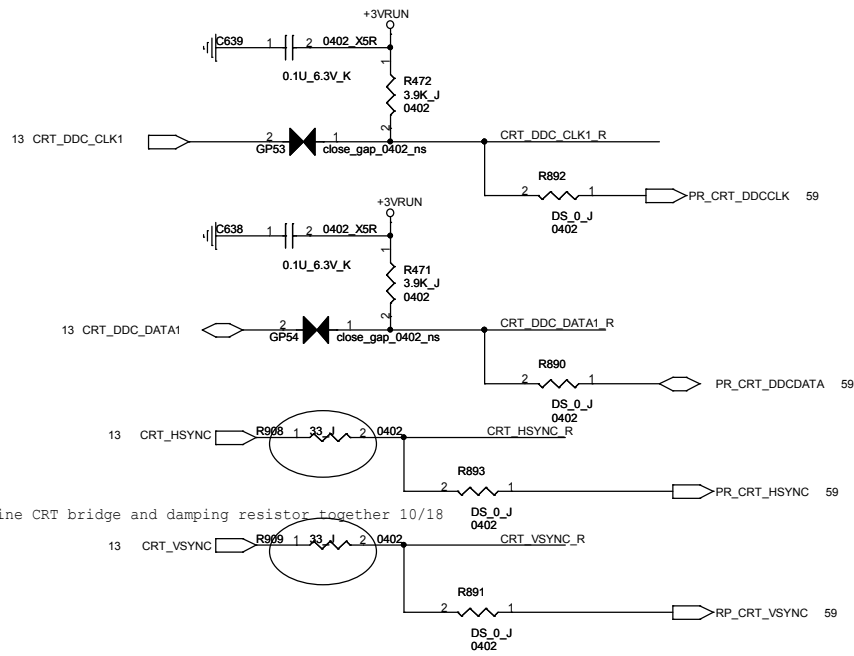 +3VRUN
C639 1 2 0402_X5R
0.1U_6.3V_K
1
R472
3.9K_J
0402
2
13 CRT_DDC_CLK1
2 1
GP53 close_gap_0402_ns
CRT_DDC_CLK1_R
R892
2 1
DS_0_J
0402
PR_CRT_DDCCLK 59
+3VRUN
C638 1 2 0402_X5R
0.1U_6.3V_K
1
R471
3.9K_J
0402
2
13 CRT_DDC_DATA1
2 1
GP54 close_gap_0402_ns
CRT_DDC_DATA1_R
R890
2 1
DS_0_J
0402
PR_CRT_DDCDATA 59
13 CRT_HSYNC
R908 1 33_J 2 0402
CRT_HSYNC_R
R893
2 1
DS_0_J
0402
PR_CRT_HSYNC 59
ine CRT bridge and damping resistor together 10/18
13 CRT_VSYNC
R909 1 33_J 2 0402
CRT_VSYNC_R
R891
2 1
DS_0_J
0402
RP_CRT_VSYNC 59